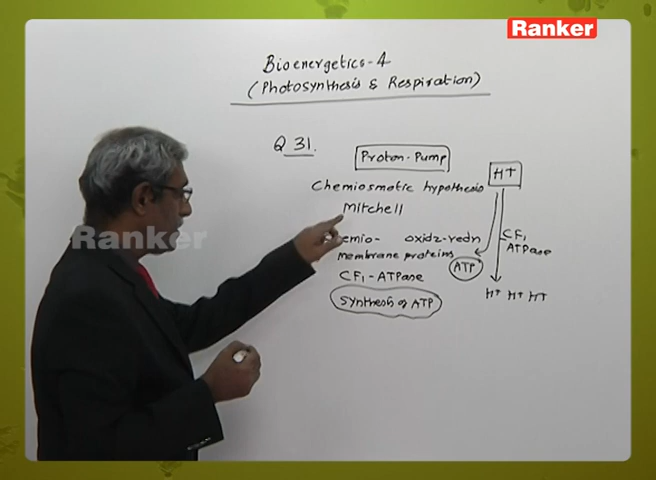 Ranker
Bioenergetics-4
(Photosynthesis & Respiration)
Q 31.
Proton-Pump
H+
Chemiosmotic hypothesis
Mitchell
Ranker
emio- oxidz-redn
membrane proteins
CF1
ATPase
ATP
CF1-ATPase
H+ H+ H+
Synthesis of ATP